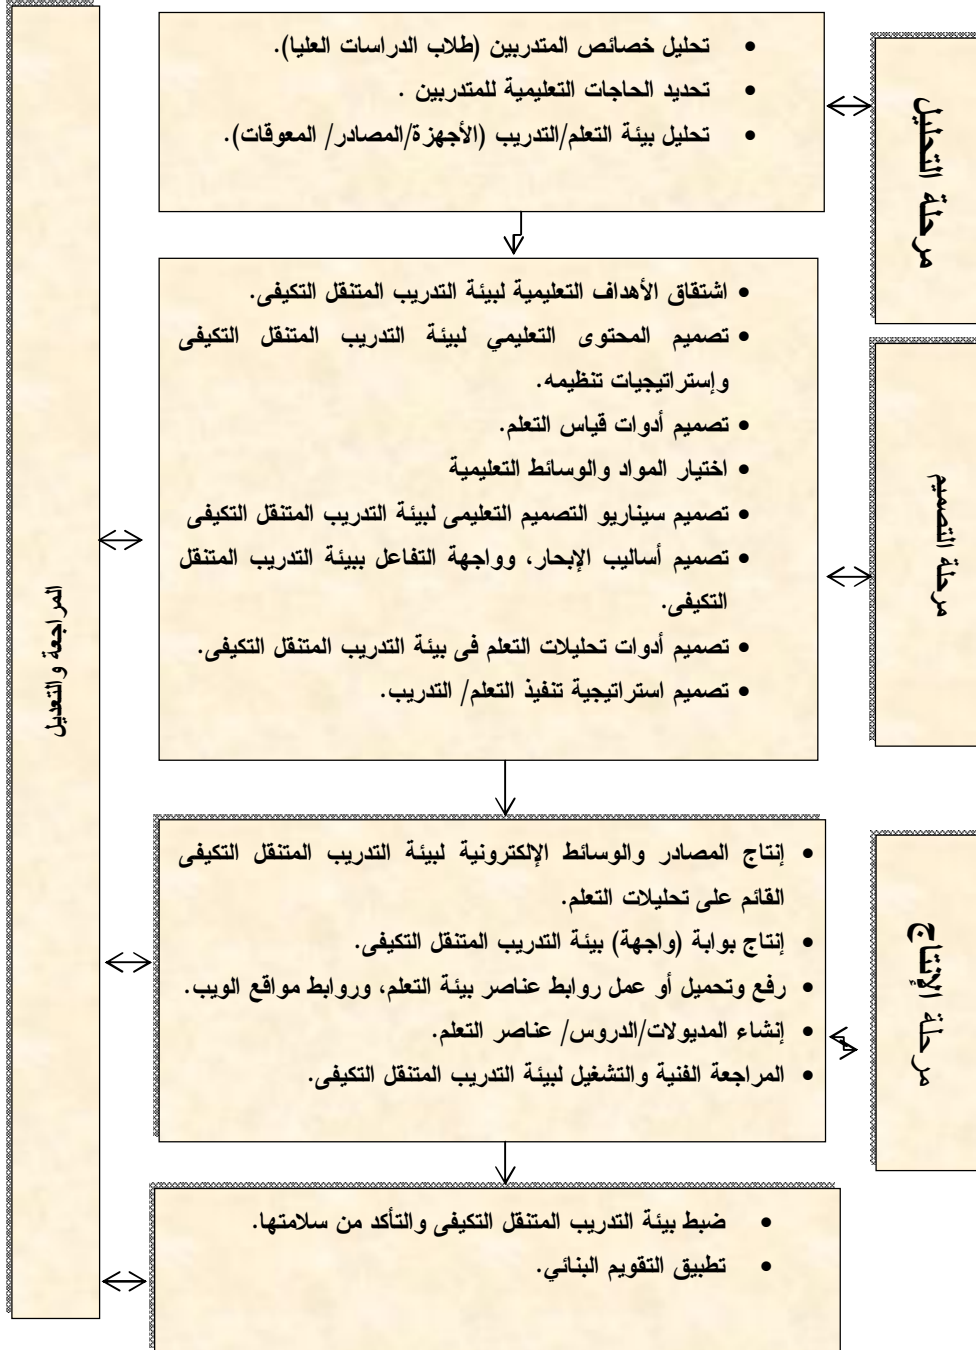 مرحلة التحليل
• تحليل خصائص المتدربين (طلاب الدراسات العليا).
• تحديد الحاجات التعليمية للمتدربين .
• تحليل بيئة التعلم/التدريب (الأجهزة/المصادر/ المعوقات).
مرحلة التصميم
• اشتقاق الأهداف التعليمية لبيئة التدريب المتنقل التكيفى.
• تصميم المحتوى التعليمي لبيئة التدريب المتنقل التكيفى
وإستراتيجيات تنظيمه.
• تصميم أدوات قياس التعلم.
• اختيار المواد والوسائط التعليمية
• تصميم سيناريو التصميم التعليمى لبيئة التدريب المتنقل التكيفى
• تصميم أساليب الإبحار، وواجهة التفاعل ببيئة التدريب المتنقل
التكيفى.
• تصميم أدوات تحليلات التعلم فى بيئة التدريب المتنقل التكيفى.
• تصميم استراتيجية تنفيذ التعلم/ التدريب.
مرحلة الإنتاج
• إنتاج المصادر والوسائط الإلكترونية لبيئة التدريب المتنقل التكيفى
القائم على تحليلات التعلم.
• إنتاج بوابة (واجهة) بيئة التدريب المتنقل التكيفى.
• رفع وتحميل أو عمل روابط عناصر بيئة التعلم، وروابط مواقع الويب.
• إنشاء المديولات/الدروس/ عناصر التعلم.
• المراجعة الفنية والتشغيل لبيئة التدريب المتنقل التكيفى.
• ضبط بيئة التدريب المتنقل التكيفى والتأكد من سلامتها.
• تطبيق التقويم البنائي.
المراجعة والتعديل